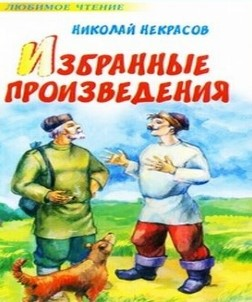 ЛЮБИМОЕ ЧТЕНИЕ
НИКОЛАЙ НЕКРАСОВ
ИЗБРАННЫЕ
ПРОИЗВЕДЕНИЯ